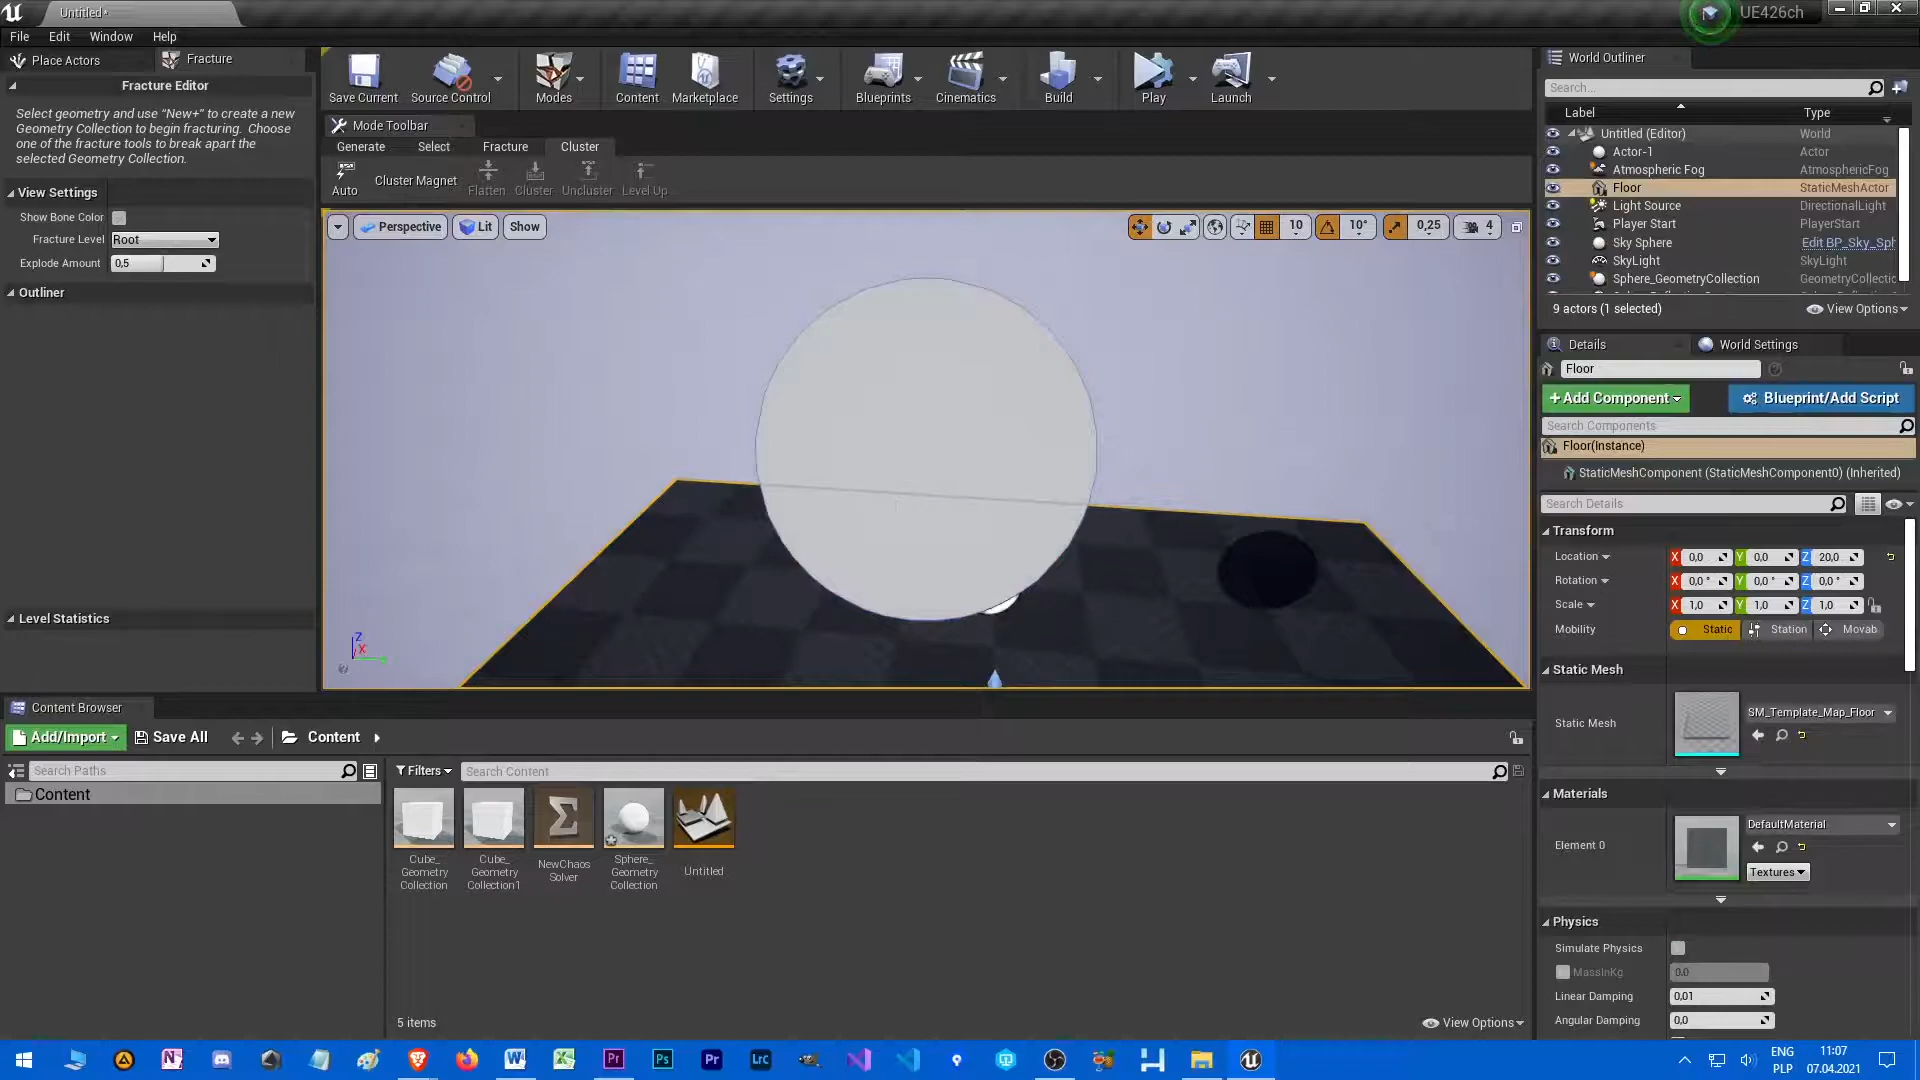 Untitled*
UE426ch
File Edit Window Help
Place Actors
Fracture
Fracture Editor
Select geometry and use "New+" to create a new
Geometry Collection to begin fracturing. Choose
one of the fracture tools to break apart the
selected Geometry Collection.
View Settings
Show Bone Color
Fracture Level Root
Explode Amount 0,5
Outliner
Level Statistics
Save Current
Source Control
Modes
Content
Marketplace
Settings
Blueprints
Cinematics
Build
Play
Launch
Mode Toolbar
Generate Select Fracture Cluster
Auto Cluster Magnet Flatten Cluster Uncluster Level Up
Perspective Lit Show
10 10° 0,25 4
Z
X
World Outliner
Search...
Label Type
Untitled (Editor) World
Actor-1 Actor
Atmospheric Fog AtmosphericFog
Floor StaticMeshActor
Light Source DirectionalLight
Player Start PlayerStart
Sky Sphere Edit BP_Sky_Sph
SkyLight SkyLight
Sphere_GeometryCollection GeometryCollectic
9 actors (1 selected) View Options
Details World Settings
Floor
+Add Component Blueprint/Add Script
Search Components
Floor(Instance)
StaticMeshComponent (StaticMeshComponent0) (Inherited)
Search Details
Transform
Location X 0,0 Y 0,0 Z 20,0
Rotation X 0,0 ° Y 0,0 ° Z 0,0 °
Scale X 1,0 Y 1,0 Z 1,0
Mobility Static Station Movab
Static Mesh
Static Mesh SM_Template_Map_Floor
Materials
Element 0 DefaultMaterial
Textures
Physics
Simulate Physics
MassInKg 0.0
Linear Damping 0,01
Angular Damping 0,0
Content Browser
Add/Import Save All Content
Search Paths
Content
Filters Search Content
Cube_
Geometry
Collection
Cube_
Geometry
Collection1
NewChaos
Solver
Sphere_
Geometry
Collection
Untitled
5 items View Options
N Pr Ps Pr Lrc W X
ENG
PLP
11:07
07.04.2021